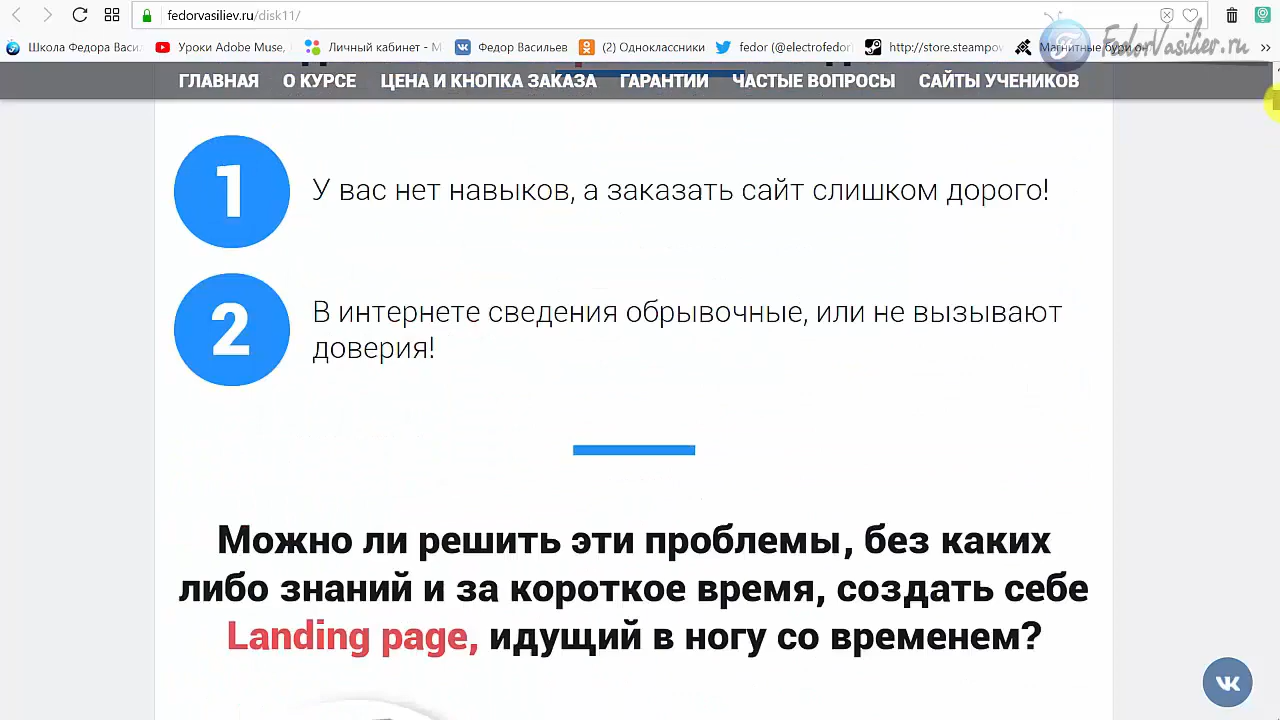 fedorvasiliev.ru/disk11/
Школа Федора Васи. Уроки Adobe Muse, Личный кабинет - М Федор Васильев (2) Одноклассники fedor (@electrofedor http://store.steampo
FedorVasiliev.ru
ГЛАВНАЯ О КУРСЕ ЦЕНА И КНОПКА ЗАКАЗА ГАРАНТИИ ЧАСТЫЕ ВОПРОСЫ САЙТЫ УЧЕНИКОВ
1
У вас нет навыков, а заказать сайт слишком дорого!
2
В интернете сведения обрывочные, или не вызывают
доверия!
Можно ли решить эти проблемы, без каких
либо знаний и за короткое время, создать себе
Landing page, идущий в ногу со временем?